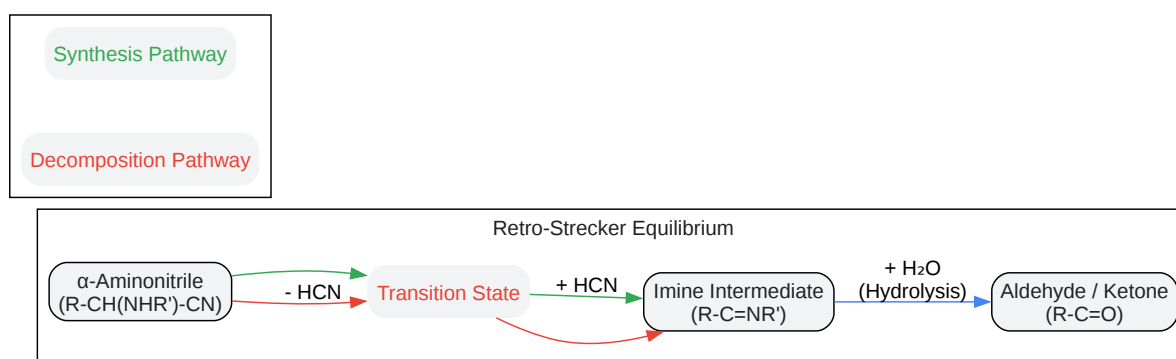 Synthesis Pathway
Decomposition Pathway
Retro-Strecker Equilibrium
α-Aminonitrile
(R-CH(NHR')-CN)
- HCN
Transition State
+ HCN
Imine Intermediate
(R-C=NR')
+ H₂O
(Hydrolysis)
Aldehyde / Ketone
(R-C=O)